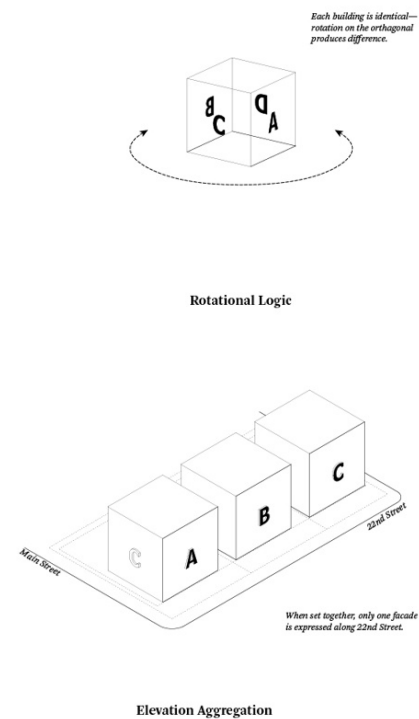 Each building is identical—
rotation on the orthagonal
produces difference.
B
D
C
A
Rotational Logic
C
B
C
A
22nd Street
Main Street
When set together, only one facade
is expressed along 22nd Street.
Elevation Aggregation